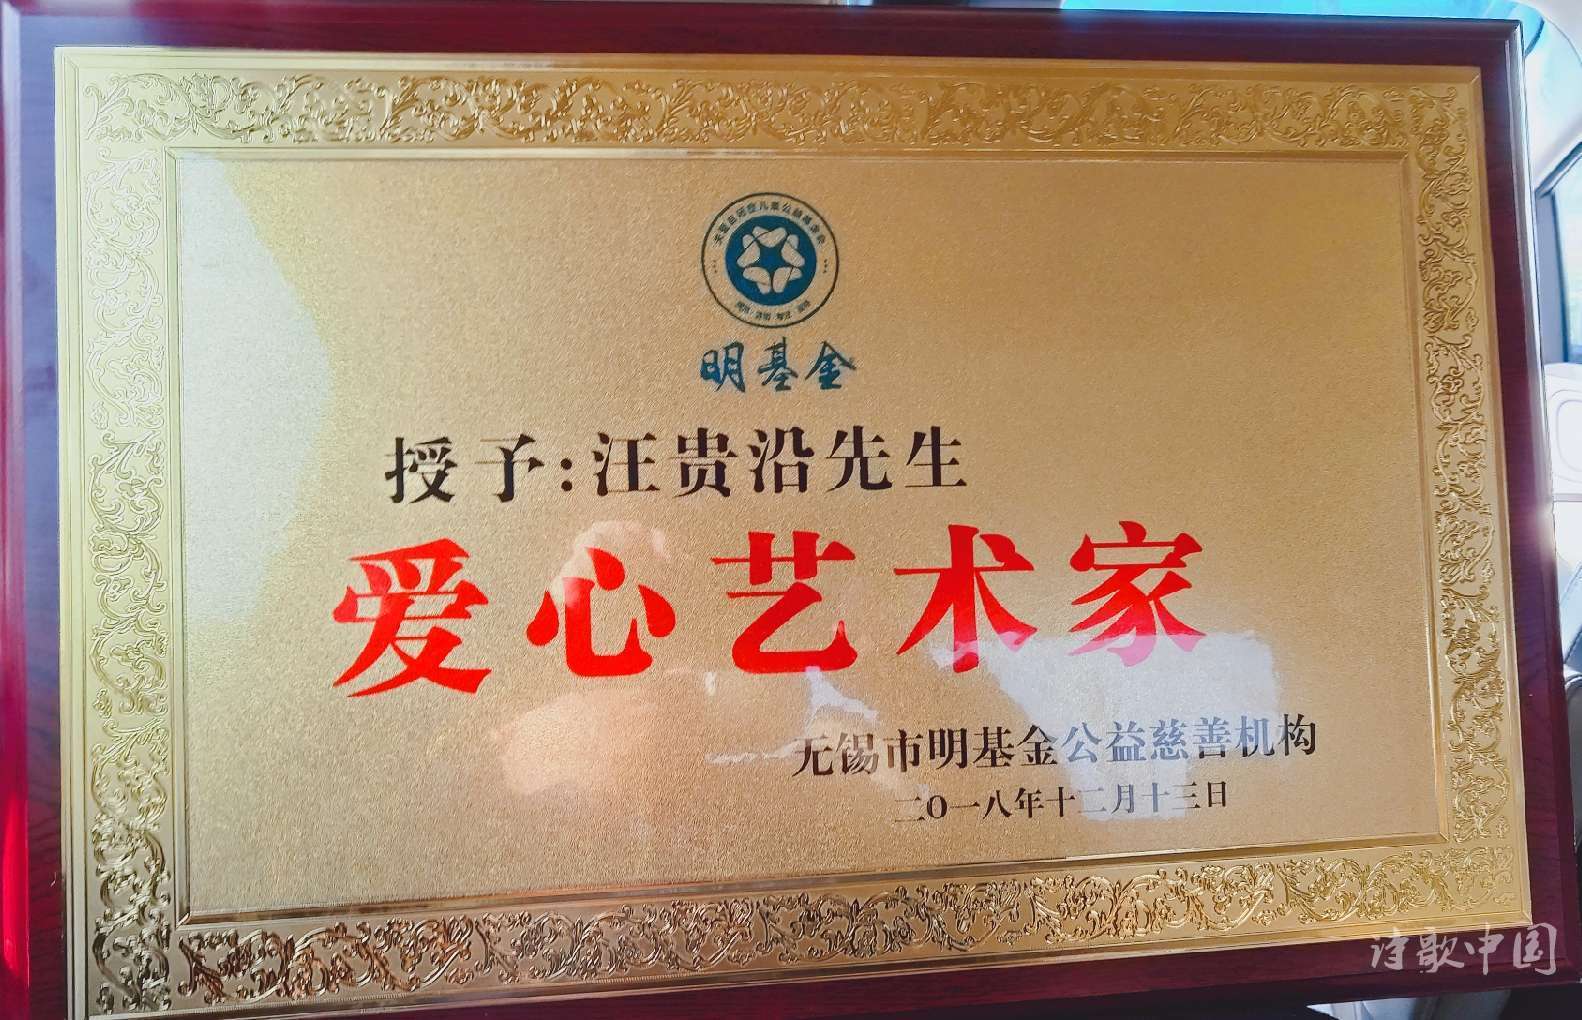 明基金
授予:汪贵沿先生
爱心艺术家
无锡市明基金公益慈善机构
二O一八年十二月十三日
诗歌中国